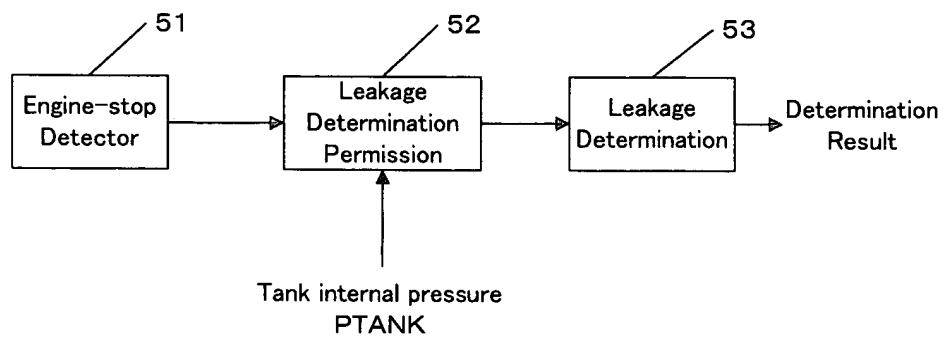 51
52
53
Engine-stop
Detector
Leakage
Determination
Permission
Leakage
Determination
Determination
Result
Tank internal pressure
PTANK